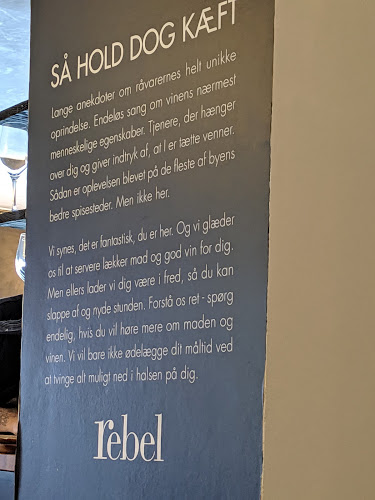 SÅ HOLD DOG KÆFT
Lange anekdoter om råvarernes helt unikke
oprindelse. Endeløs sang om vinens nærmest
menneskelige egenskaber. Tjenere, der hænger
over dig og giver indtryk af, at I er tætte venner.
Sådan er oplevelsen blevet på de fleste af byens
bedre spisesteder. Men ikke her.
Vi synes, det er fantastisk, du er her. Og vi glæder
os til at servere lækker mad og god vin for dig.
Men ellers lader vi dig være i fred, så du kan
slappe af og nyde stunden. Forstå os ret - spørg
endelig, hvis du vil høre mere om maden og
vinen. Vi vil bare ikke ødelægge dit måltid ved
at tvinge alt muligt ned i halsen på dig.
rebel